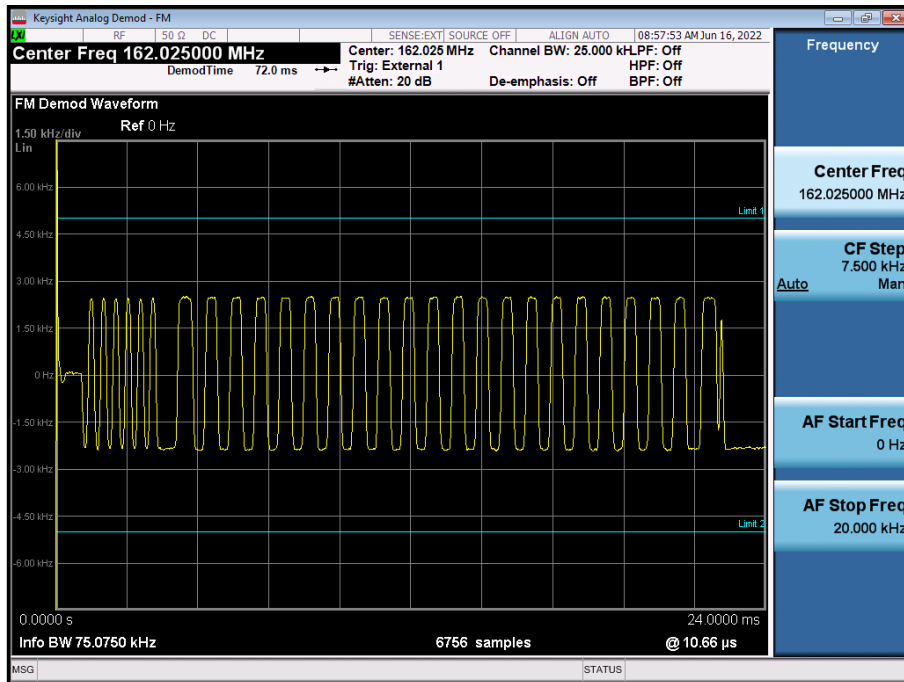 Keysight Analog Demod - FM
LXI RF 50 Ω DC SENSE:EXT SOURCE OFF ALIGN AUTO 08:57:53 AM Jun 16, 2022
Center Freq 162.025000 MHz Center: 162.025 MHz Channel BW: 25.000 kHLPF: Off
DemodTime 72.0 ms Trig: External 1 HPF: Off
#Atten: 20 dB De-emphasis: Off BPF: Off
FM Demod Waveform
1.50 kHz/div Ref 0 Hz
Lin
6.00 kHz
Limit 1
4.50 kHz
3.00 kHz
1.50 kHz
0 Hz
-1.50 kHz
-3.00 kHz
-4.50 kHz
Limit 2
-6.00 kHz
0.0000 s 24.0000 ms
Info BW 75.0750 kHz 6756 samples @ 10.66 µs
MSG STATUS
Frequency
Center Freq
162.025000 MHz
CF Step
7.500 kHz
Auto Man
AF Start Freq
0 Hz
AF Stop Freq
20.000 kHz